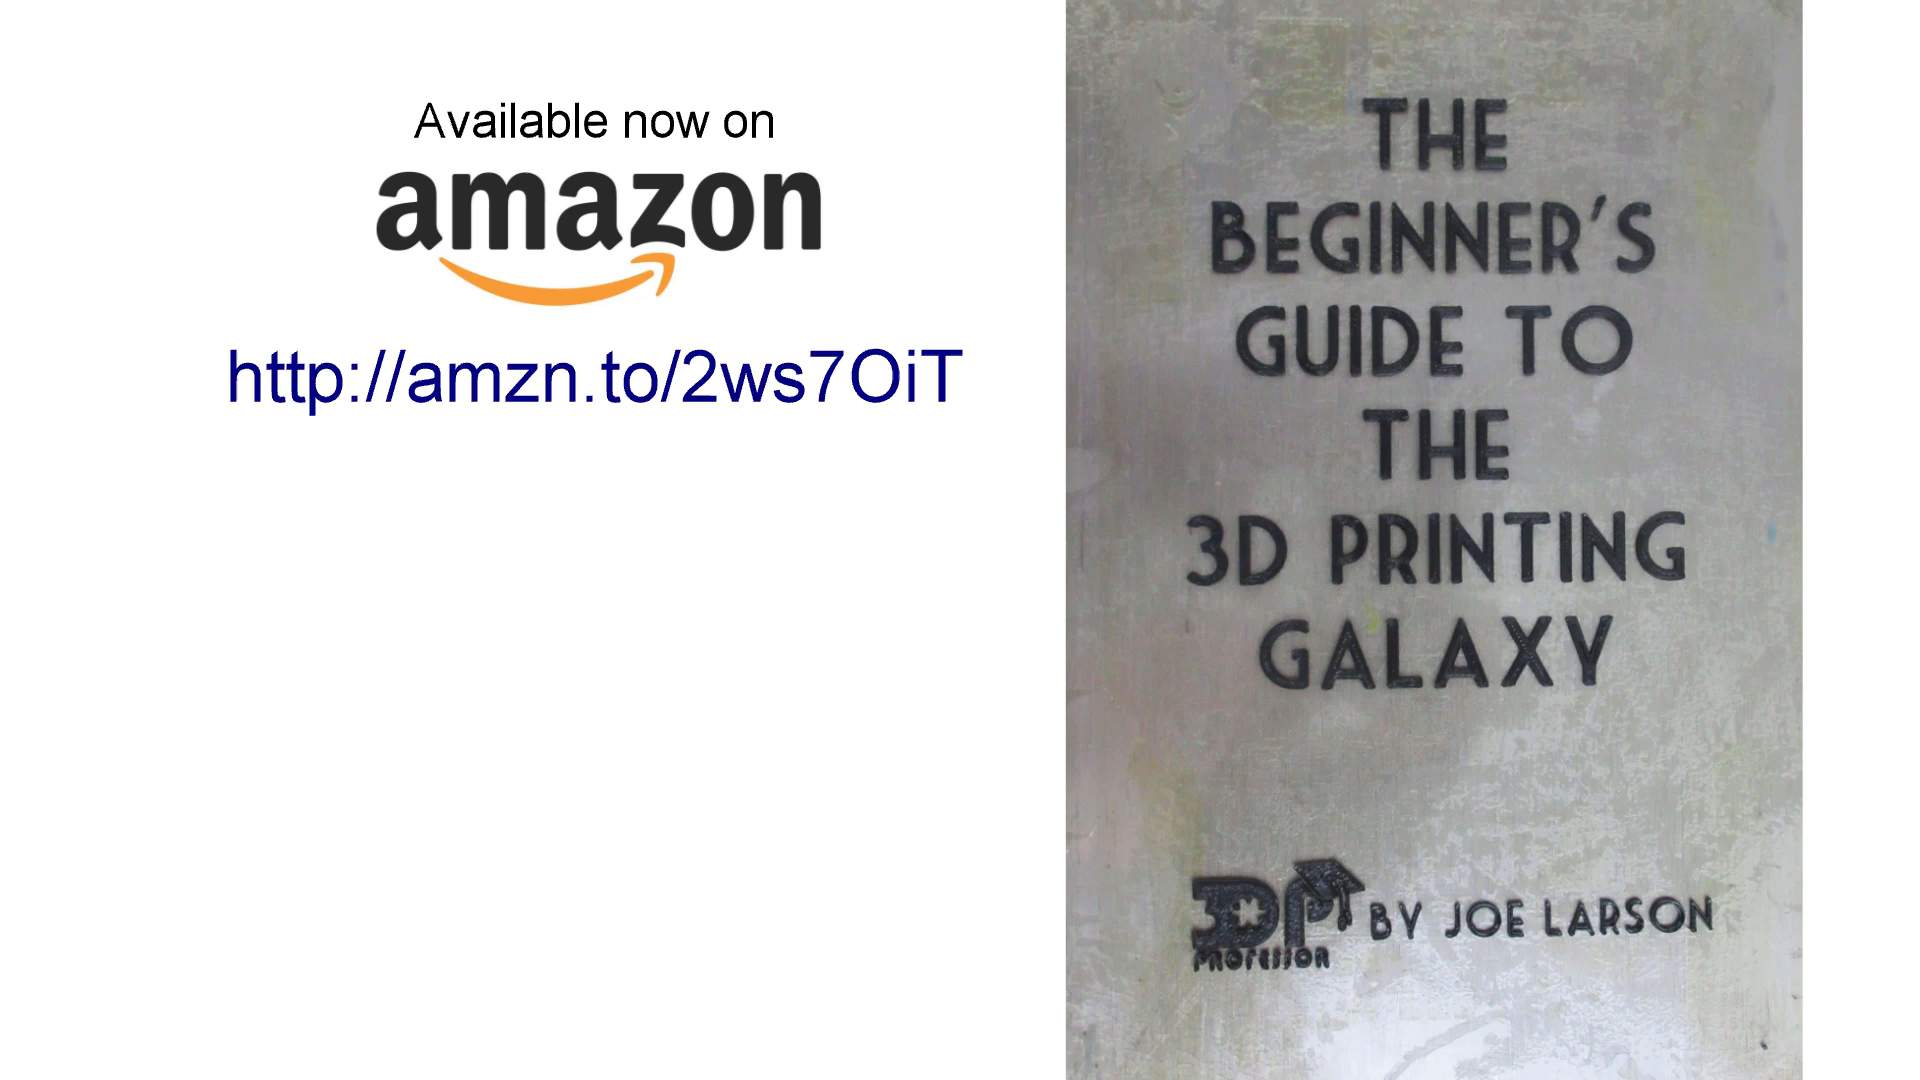 Available now on
amazon
http://amzn.to/2ws7OiT
THE
BEGINNER'S
GUIDE TO
THE
3D PRINTING
GALAXY
3DP
PROFESSOR
BY JOE LARSON